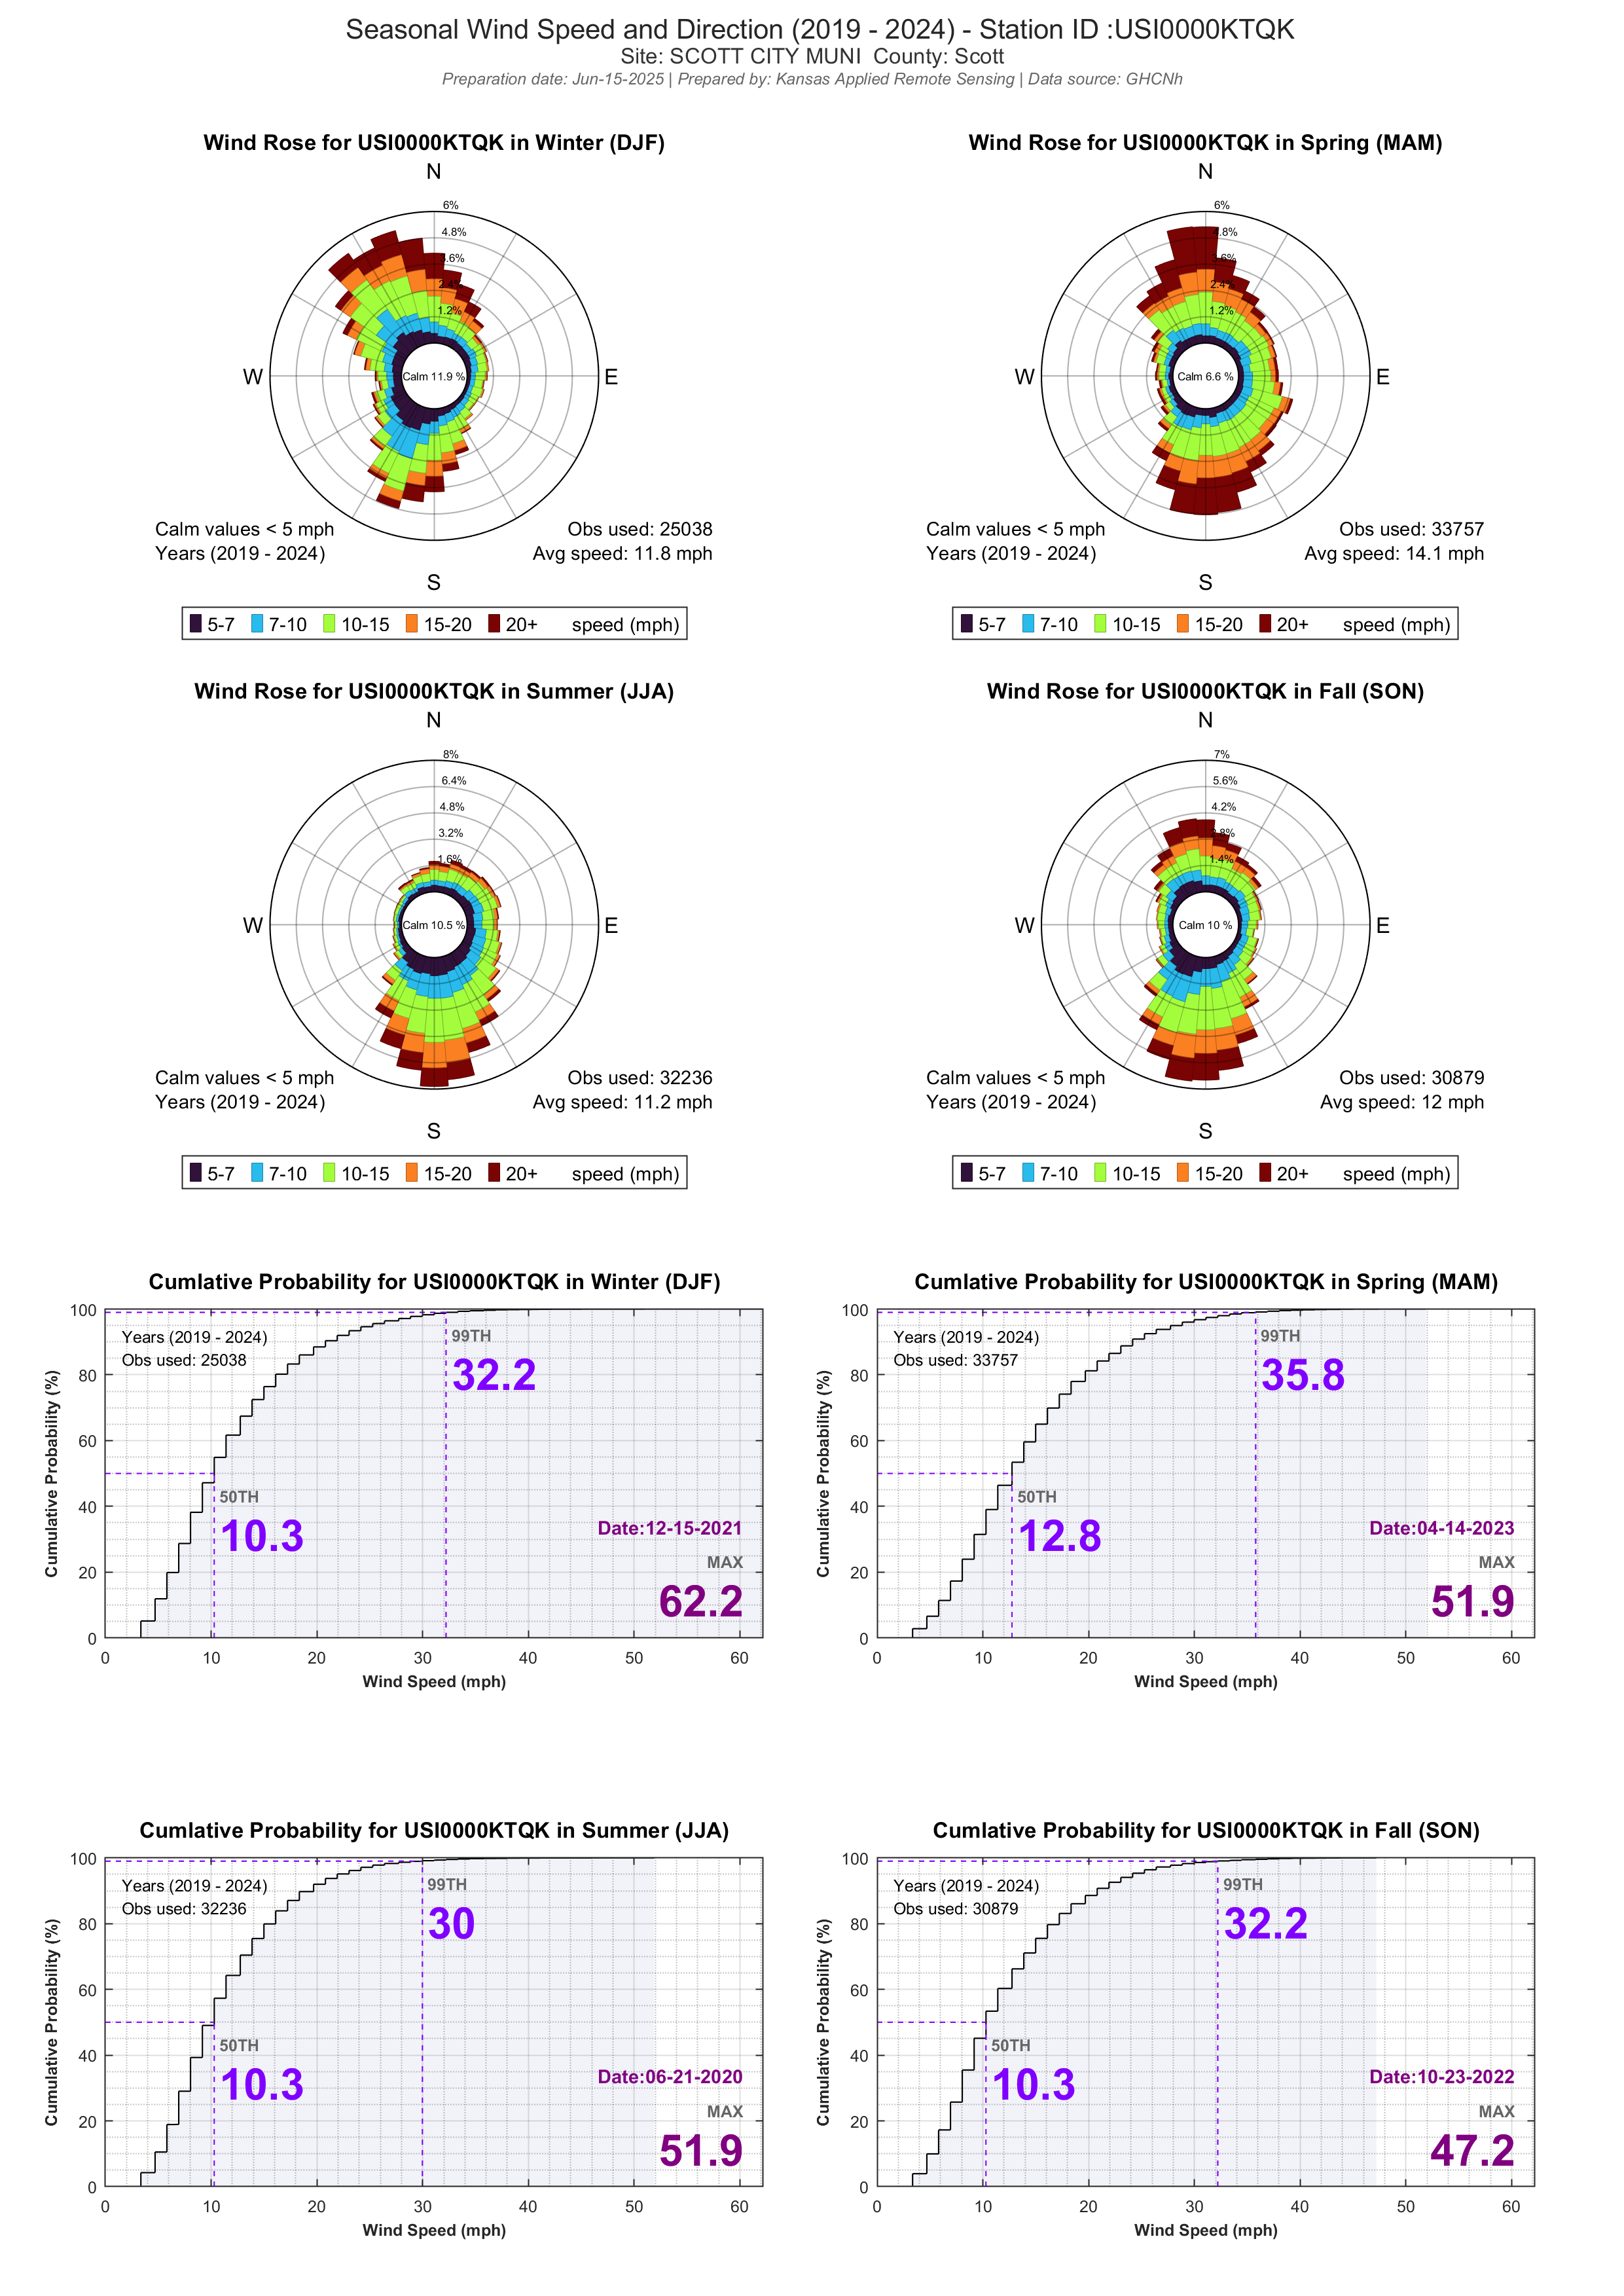 Seasonal Wind Speed and Direction (2019 - 2024) - Station ID :USI0000KTQK
Site: SCOTT CITY MUNI  County: Scott
Preparation date: Jun-15-2025 | Prepared by: Kansas Applied Remote Sensing | Data source: GHCNh
Wind Rose for USI0000KTQK in Winter (DJF)
N
6%
4.8%
3.6%
2.4%
1.2%
W
Calm 11.9 %
E
Calm values < 5 mph
Years (2019 - 2024)
Obs used: 25038
Avg speed: 11.8 mph
S
5-7 7-10 10-15 15-20 20+ speed (mph)
Wind Rose for USI0000KTQK in Spring (MAM)
N
6%
4.8%
3.6%
2.4%
1.2%
W
Calm 6.6 %
E
Calm values < 5 mph
Years (2019 - 2024)
Obs used: 33757
Avg speed: 14.1 mph
S
5-7 7-10 10-15 15-20 20+ speed (mph)
Wind Rose for USI0000KTQK in Summer (JJA)
N
8%
6.4%
4.8%
3.2%
1.6%
W
Calm 10.5 %
E
Calm values < 5 mph
Years (2019 - 2024)
Obs used: 32236
Avg speed: 11.2 mph
S
5-7 7-10 10-15 15-20 20+ speed (mph)
Wind Rose for USI0000KTQK in Fall (SON)
N
7%
5.6%
4.2%
2.8%
1.4%
W
Calm 10 %
E
Calm values < 5 mph
Years (2019 - 2024)
Obs used: 30879
Avg speed: 12 mph
S
5-7 7-10 10-15 15-20 20+ speed (mph)
Cumlative Probability for USI0000KTQK in Winter (DJF)
Cumulative Probability (%)
100
80
60
40
20
0
Years (2019 - 2024)
Obs used: 25038
99TH
32.2
50TH
10.3
Date:12-15-2021
MAX
62.2
0 10 20 30 40 50 60
Wind Speed (mph)
Cumlative Probability for USI0000KTQK in Spring (MAM)
Cumulative Probability (%)
100
80
60
40
20
0
Years (2019 - 2024)
Obs used: 33757
99TH
35.8
50TH
12.8
Date:04-14-2023
MAX
51.9
0 10 20 30 40 50 60
Wind Speed (mph)
Cumlative Probability for USI0000KTQK in Summer (JJA)
Cumulative Probability (%)
100
80
60
40
20
0
Years (2019 - 2024)
Obs used: 32236
99TH
30
50TH
10.3
Date:06-21-2020
MAX
51.9
0 10 20 30 40 50 60
Wind Speed (mph)
Cumlative Probability for USI0000KTQK in Fall (SON)
Cumulative Probability (%)
100
80
60
40
20
0
Years (2019 - 2024)
Obs used: 30879
99TH
32.2
50TH
10.3
Date:10-23-2022
MAX
47.2
0 10 20 30 40 50 60
Wind Speed (mph)